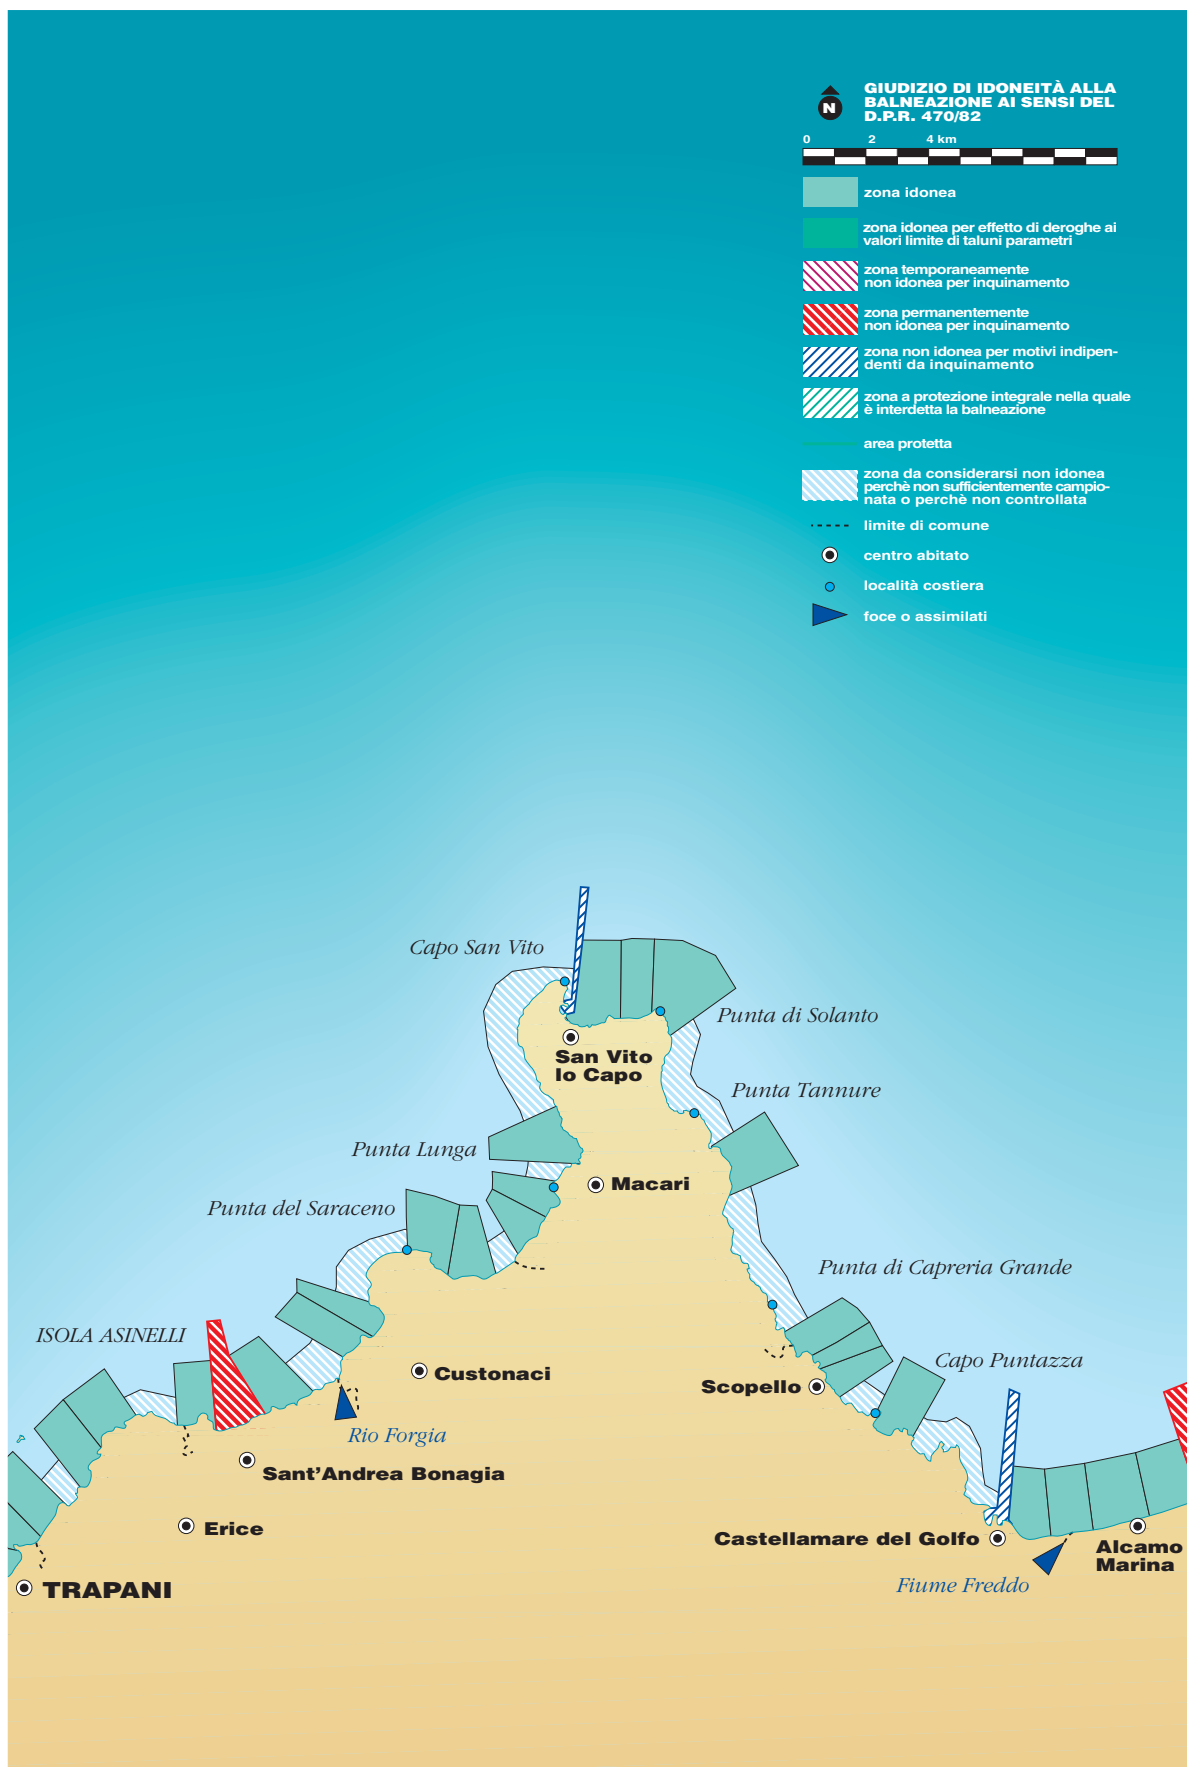 GIUDIZIO DI IDONEITÀ ALLA
BALNEAZIONE AI SENSI DEL
D.P.R. 470/82
N
0 2 4 km
zona idonea
zona idonea per effetto di deroghe ai
valori limite di taluni parametri
zona temporaneamente
non idonea per inquinamento
zona permanentemente
non idonea per inquinamento
zona non idonea per motivi indipen-
denti da inquinamento
zona a protezione integrale nella quale
è interdetta la balneazione
area protetta
zona da considerarsi non idonea
perchè non sufficientemente campio-
nata o perchè non controllata
limite di comune
centro abitato
località costiera
foce o assimilati
Capo San Vito
Punta di Solanto
San Vito
lo Capo
Punta Tannure
Punta Lunga
Macari
Punta del Saraceno
Punta di Capreria Grande
ISOLA ASINELLI
Capo Puntazza
Custonaci
Scopello
Rio Forgia
Sant'Andrea Bonagia
Erice
Castellamare del Golfo
Alcamo
Marina
Fiume Freddo
TRAPANI